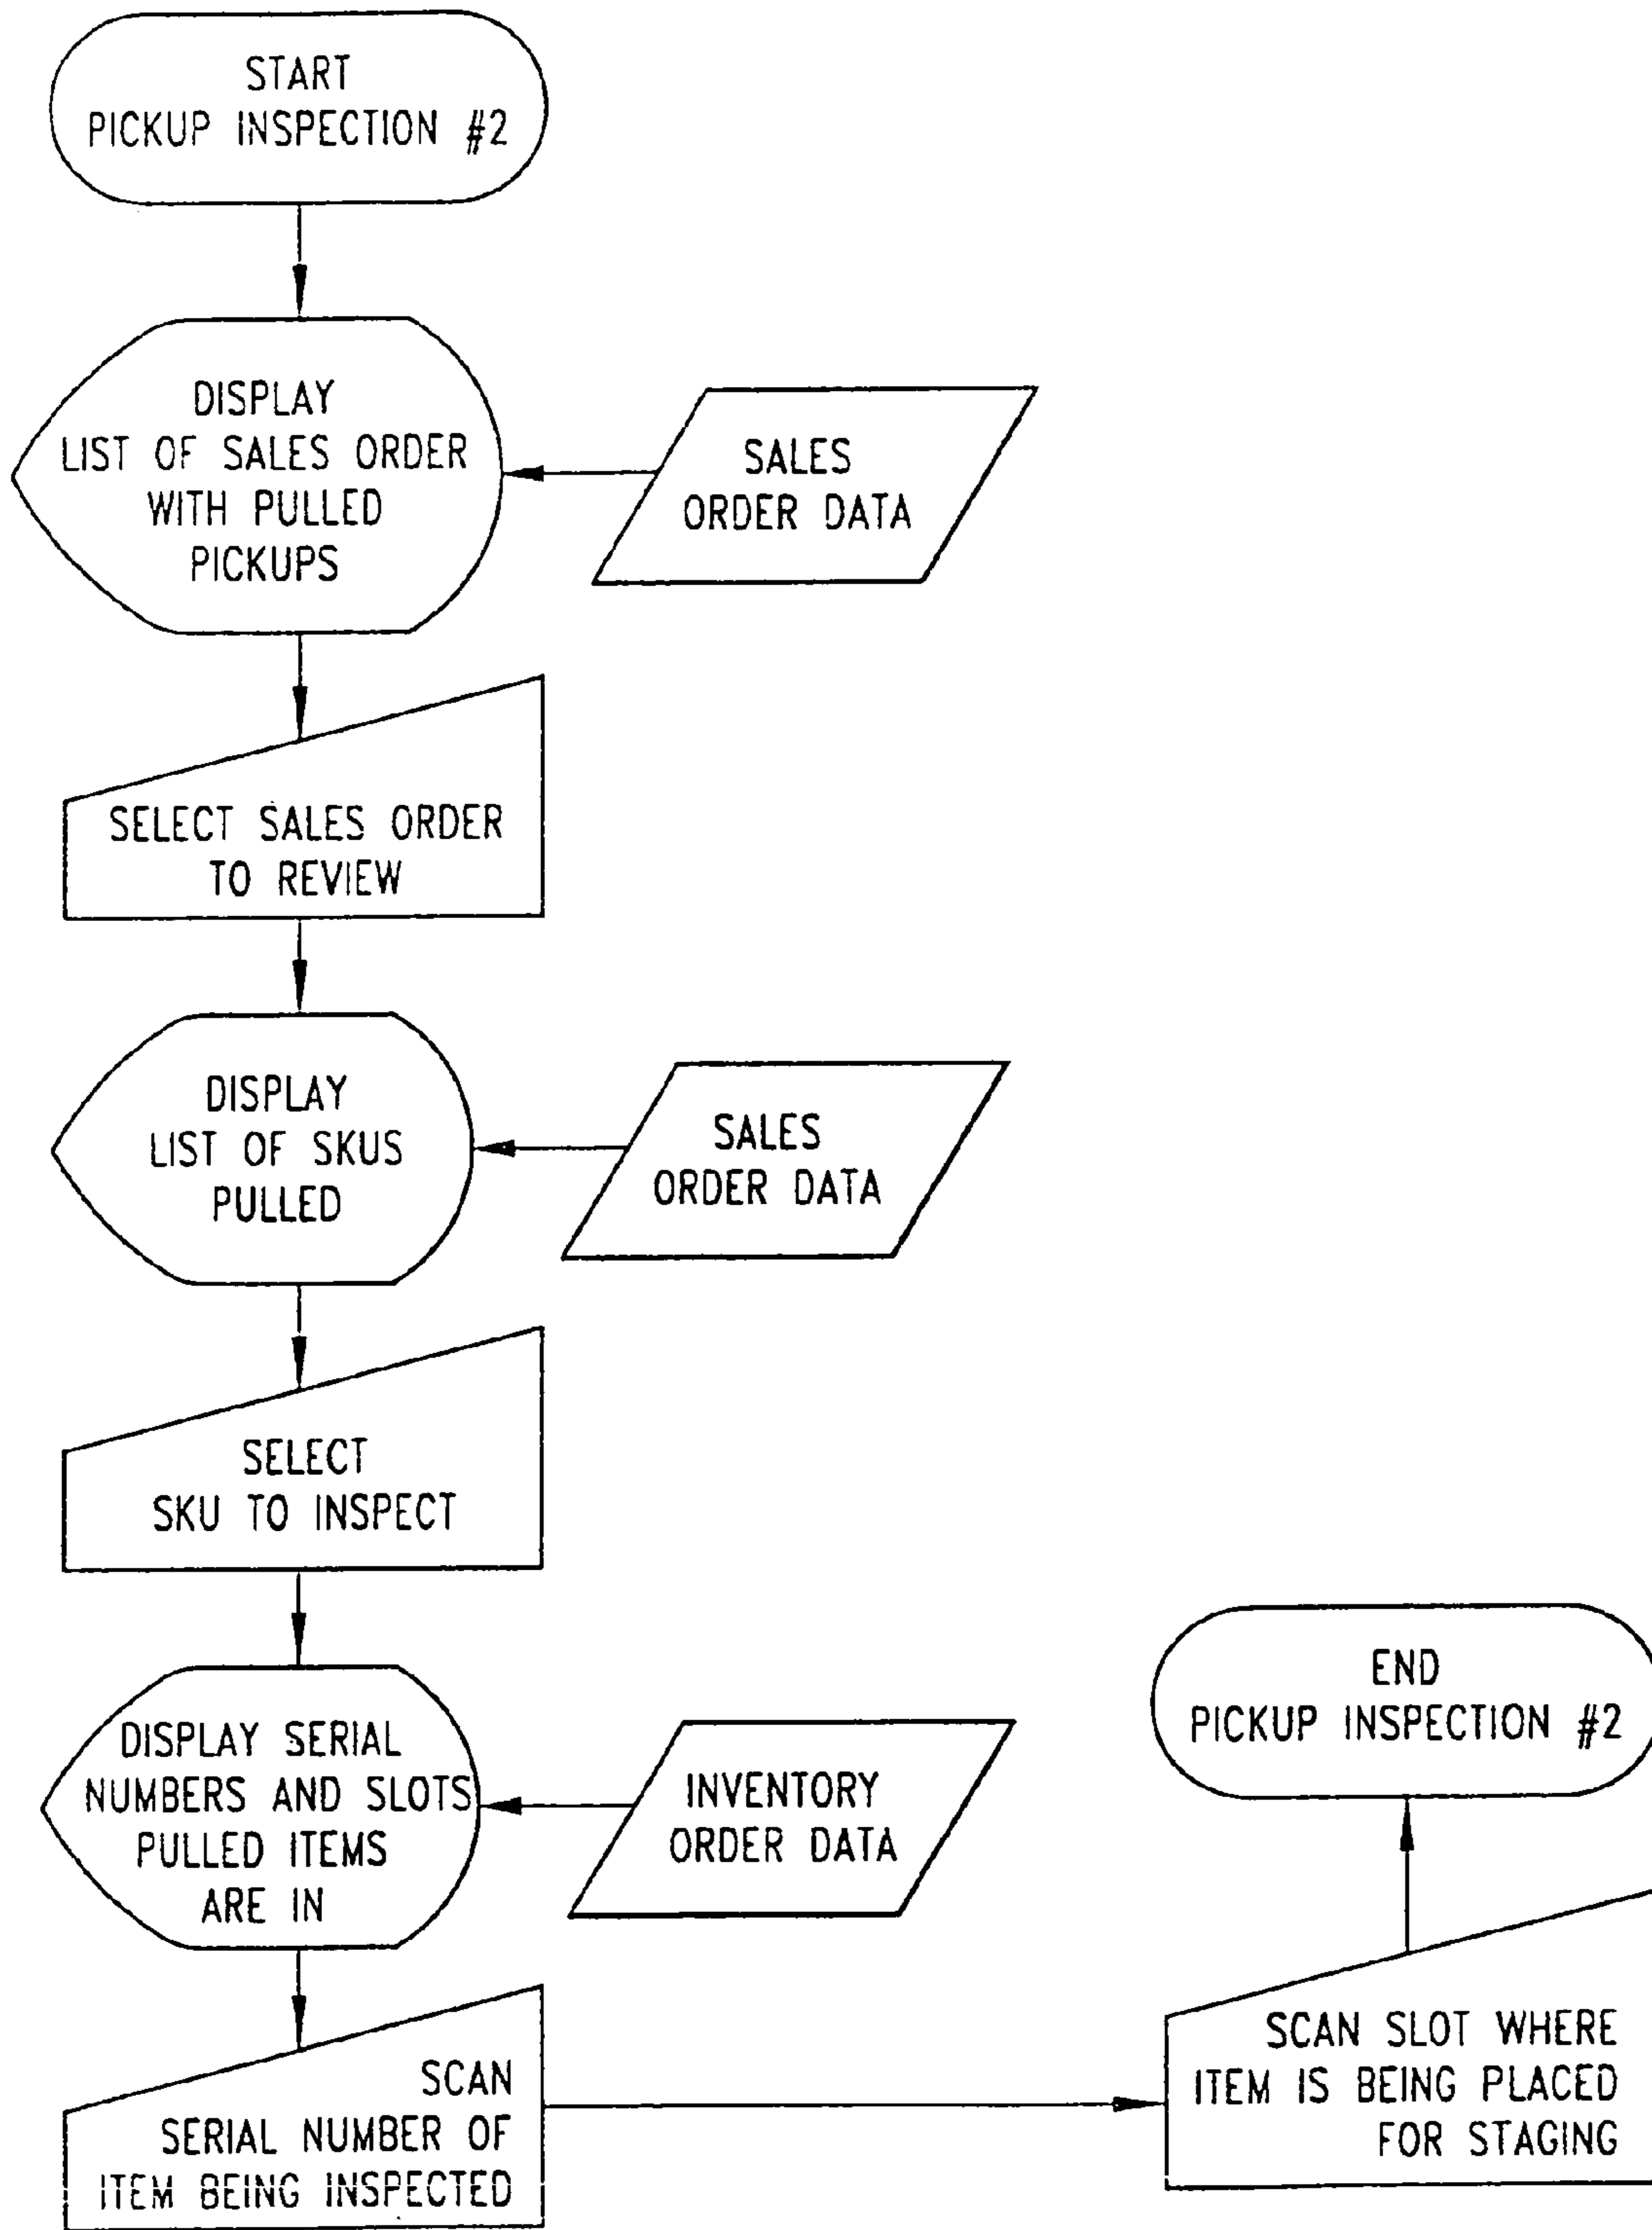 START
PICKUP INSPECTION #2
DISPLAY
LIST OF SALES ORDER
WITH PULLED
PICKUPS
SALES
ORDER DATA
SELECT SALES ORDER
TO REVIEW
DISPLAY
LIST OF SKUS
PULLED
SALES
ORDER DATA
SELECT
SKU TO INSPECT
DISPLAY SERIAL
NUMBERS AND SLOTS
PULLED ITEMS
ARE IN
INVENTORY
ORDER DATA
SCAN
SERIAL NUMBER OF
ITEM BEING INSPECTED
SCAN SLOT WHERE
ITEM IS BEING PLACED
FOR STAGING
END
PICKUP INSPECTION #2